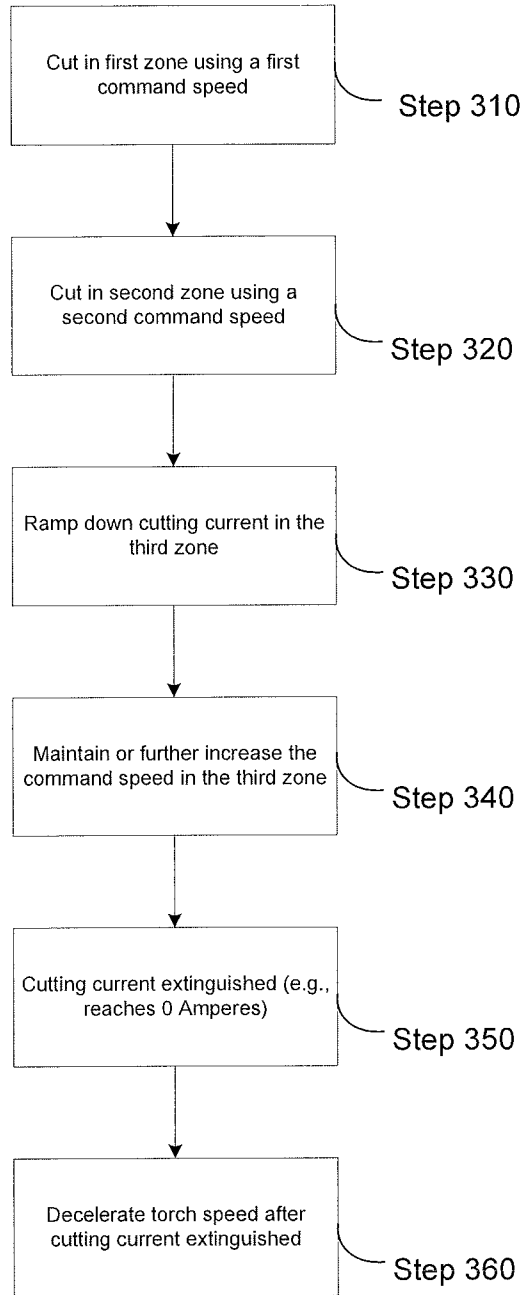 Cut in first zone using a first
command speed
Step 310
Cut in second zone using a
second command speed
Step 320
Ramp down cutting current in the
third zone
Step 330
Maintain or further increase the
command speed in the third zone
Step 340
Cutting current extinguished (e.g.,
reaches 0 Amperes)
Step 350
Decelerate torch speed after
cutting current extinguished
Step 360